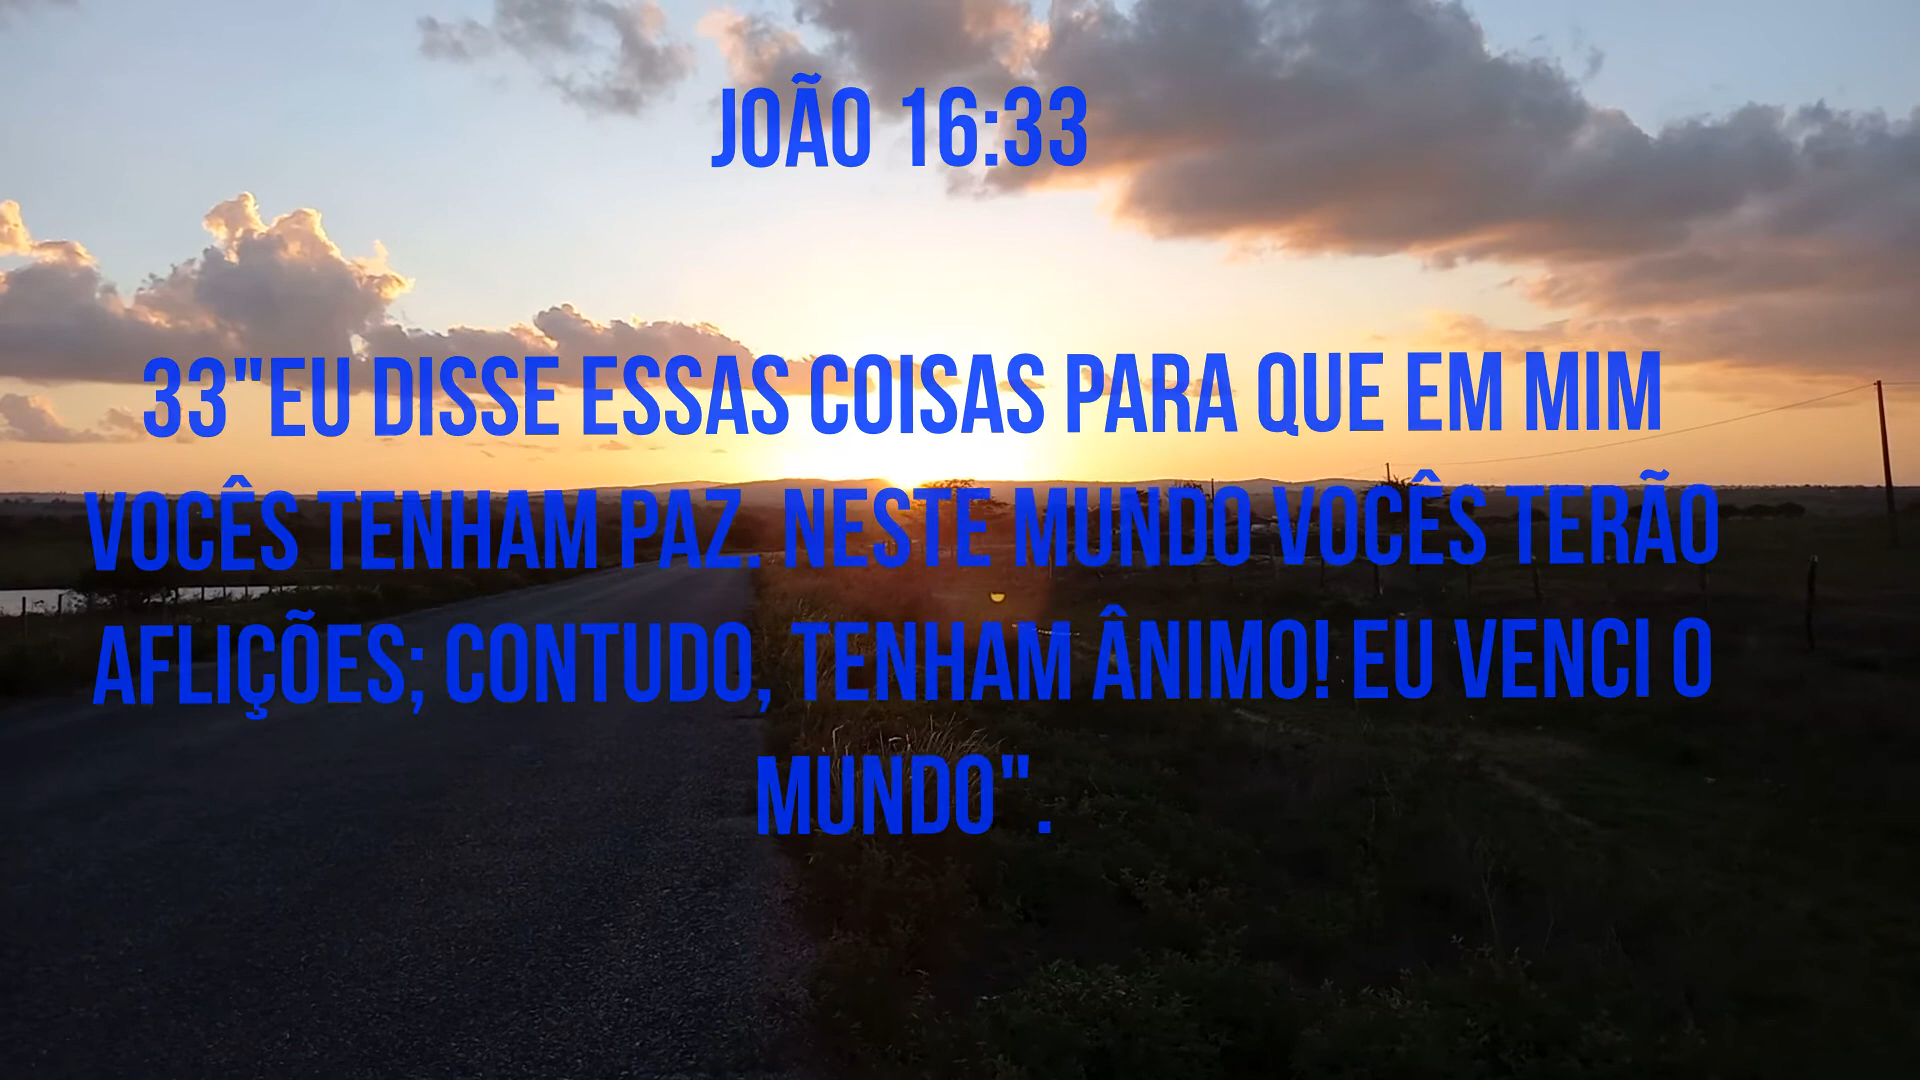 JOÃO 16:33
33"EU DISSE ESSAS COISAS PARA QUE EM MIM
VOCÊS TENHAM PAZ. NESTE MUNDO VOCÊS TERÃO
AFLIÇÕES; CONTUDO, TENHAM ÂNIMO! EU VENCI O
MUNDO".